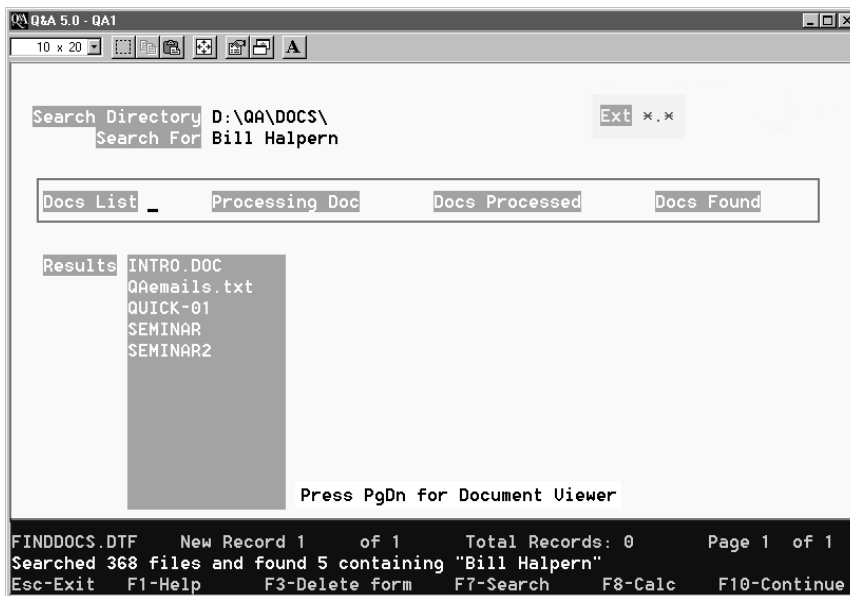 Q&A 5.0 - QA1
10 x 20
A
Search Directory D:\QA\DOCS\ Ext *.*
Search For Bill Halpern
Docs List _ Processing Doc Docs Processed Docs Found
Results INTRO.DOC
QAemails.txt
QUICK-01
SEMINAR
SEMINAR2
Press PgDn for Document Viewer
FINDDOCS.DTF New Record 1 of 1 Total Records: 0 Page 1 of 1
Searched 368 files and found 5 containing "Bill Halpern"
Esc-Exit F1-Help F3-Delete form F7-Search F8-Calc F10-Continue